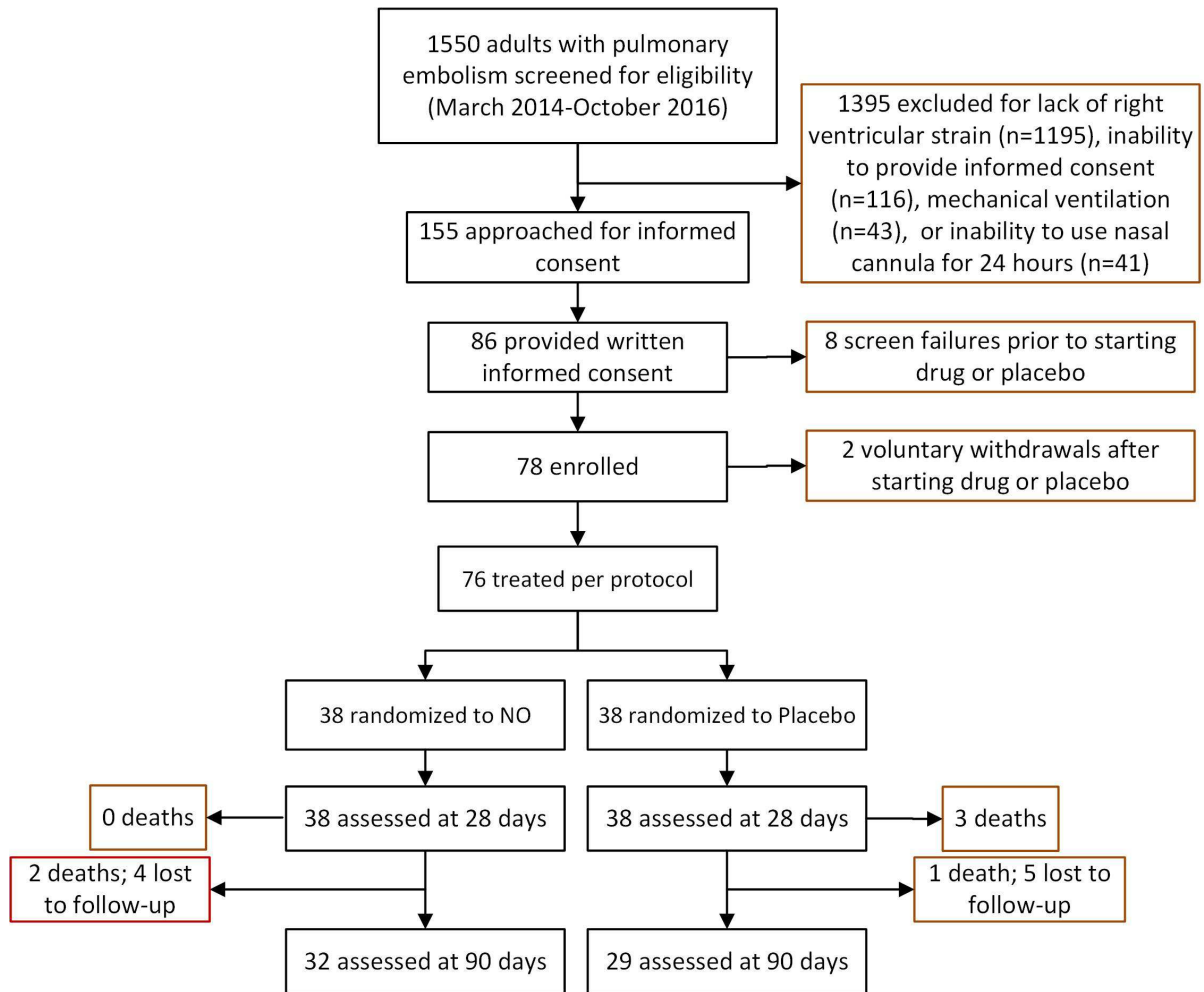 1550 adults with pulmonary
embolism screened for eligibility
(March 2014-October 2016)
1395 excluded for lack of right
ventricular strain (n=1195), inability
to provide informed consent
(n=116), mechanical ventilation
(n=43), or inability to use nasal
cannula for 24 hours (n=41)
155 approached for informed
consent
86 provided written
informed consent
8 screen failures prior to starting
drug or placebo
78 enrolled
2 voluntary withdrawals after
starting drug or placebo
76 treated per protocol
38 randomized to NO
38 randomized to Placebo
0 deaths
38 assessed at 28 days
38 assessed at 28 days
3 deaths
2 deaths; 4 lost
to follow-up
1 death; 5 lost to
follow-up
32 assessed at 90 days
29 assessed at 90 days